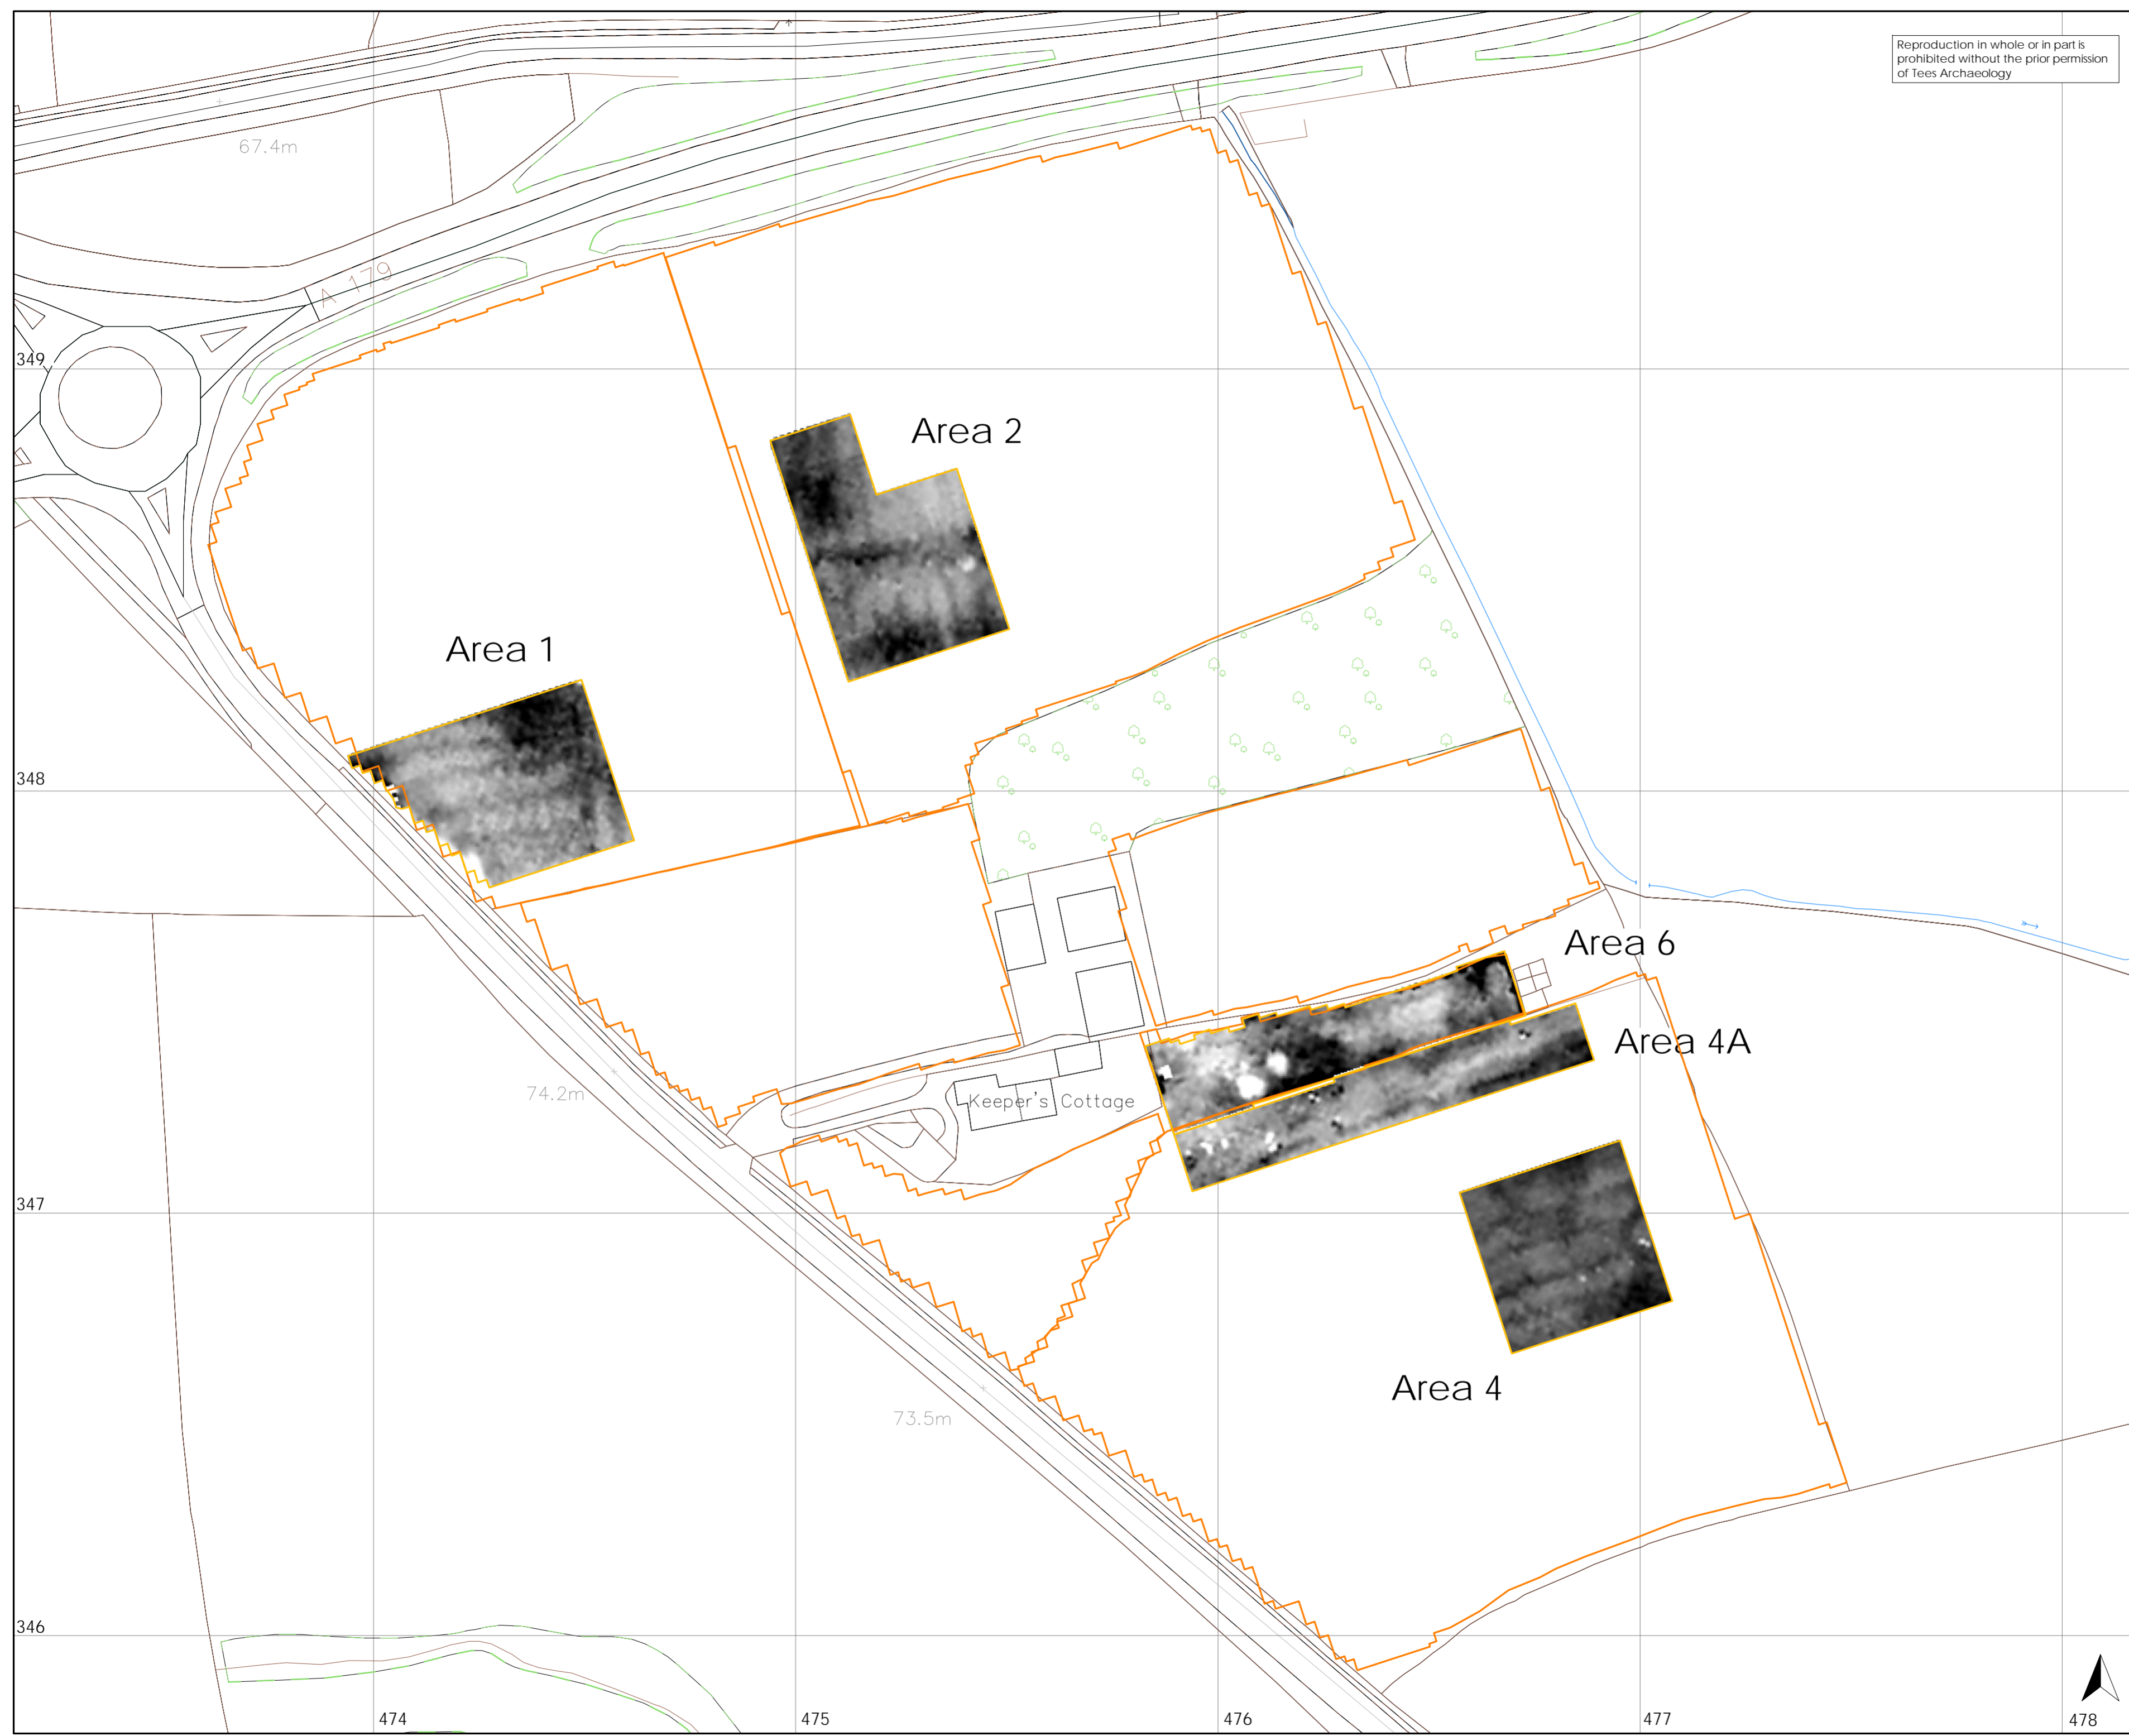 Reproduction in whole or in part is
prohibited without the prior permission
of Tees Archaeology
67.4m
A 179
349
Area 2
Area 1
348
Area 6
Area 4A
74.2m
Keeper's Cottage
347
Area 4
73.5m
346
474
475
476
477
478